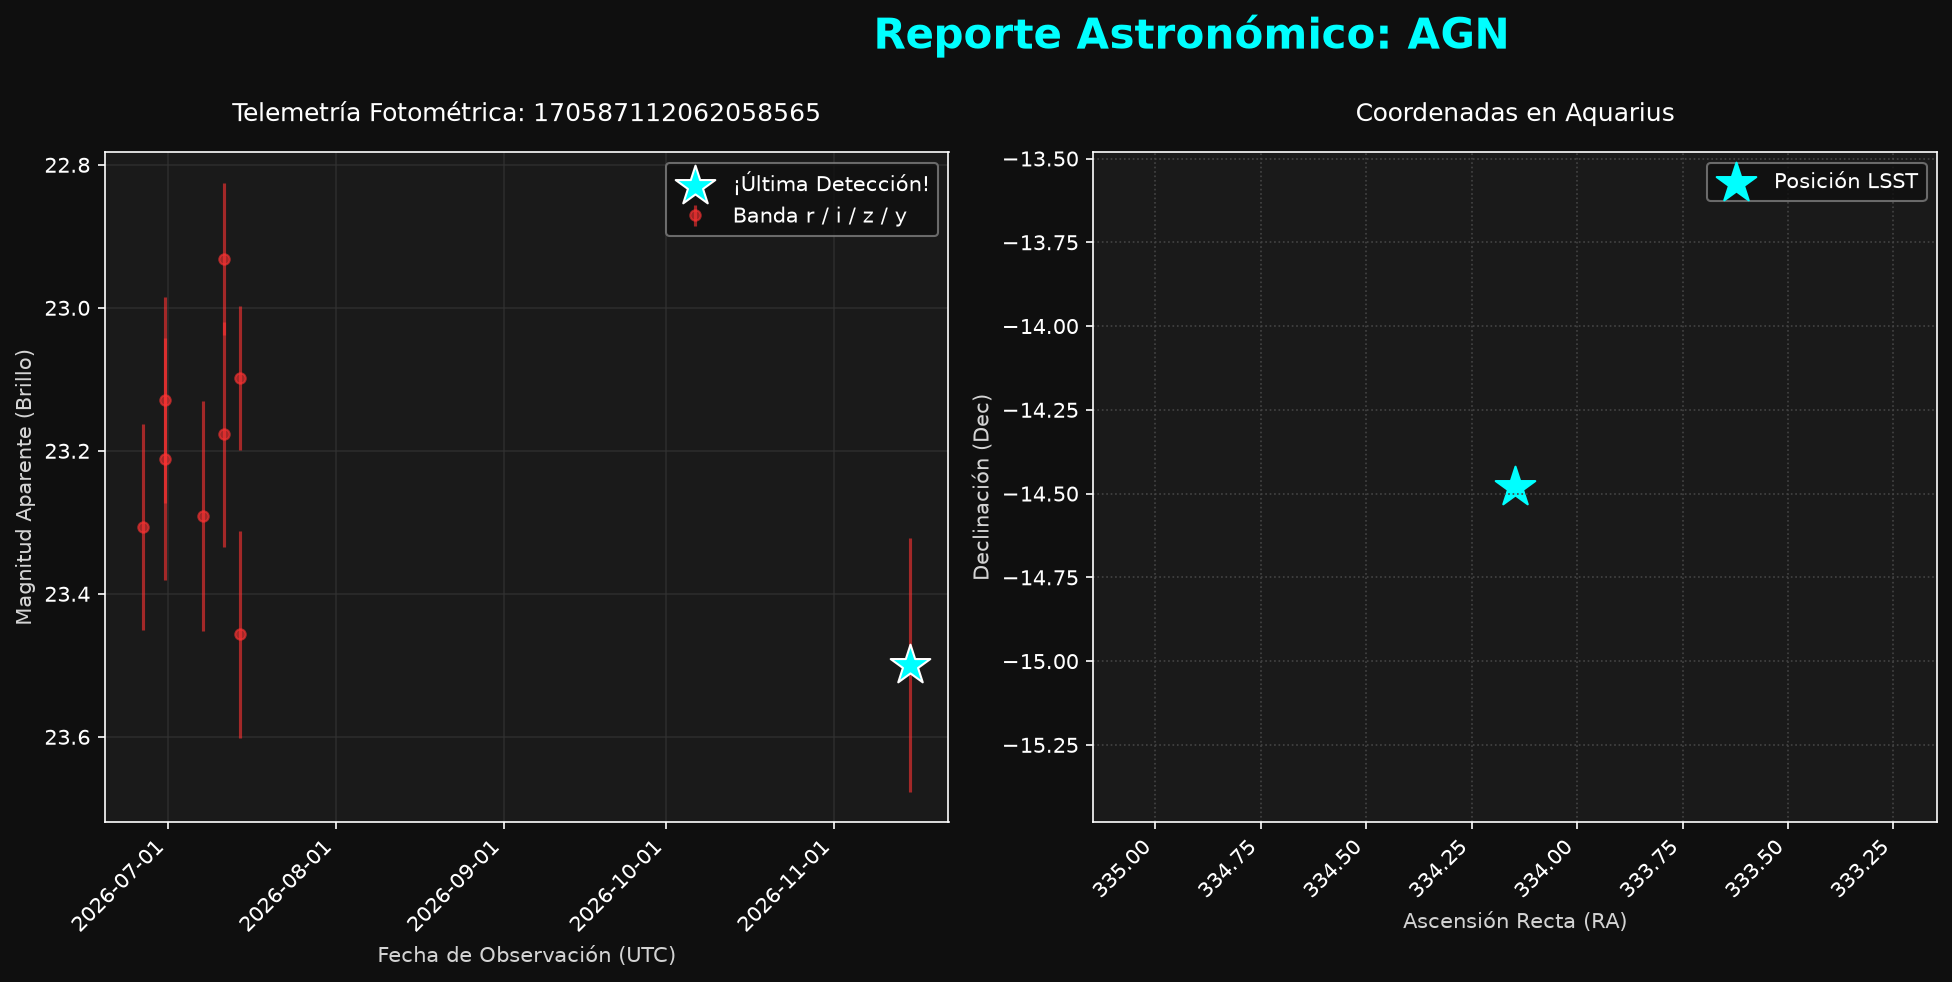 Reporte Astronómico: AGN
Telemetría Fotométrica: 170587112062058565
¡Última Detección!
Banda r / i / z / y
Magnitud Aparente (Brillo)
22.8
23.0
23.2
23.4
23.6
2026-07-01
2026-08-01
2026-09-01
2026-10-01
2026-11-01
Fecha de Observación (UTC)
Coordenadas en Aquarius
Posición LSST
Declinación (Dec)
−13.50
−13.75
−14.00
−14.25
−14.50
−14.75
−15.00
−15.25
335.00
334.75
334.50
334.25
334.00
333.75
333.50
333.25
Ascensión Recta (RA)